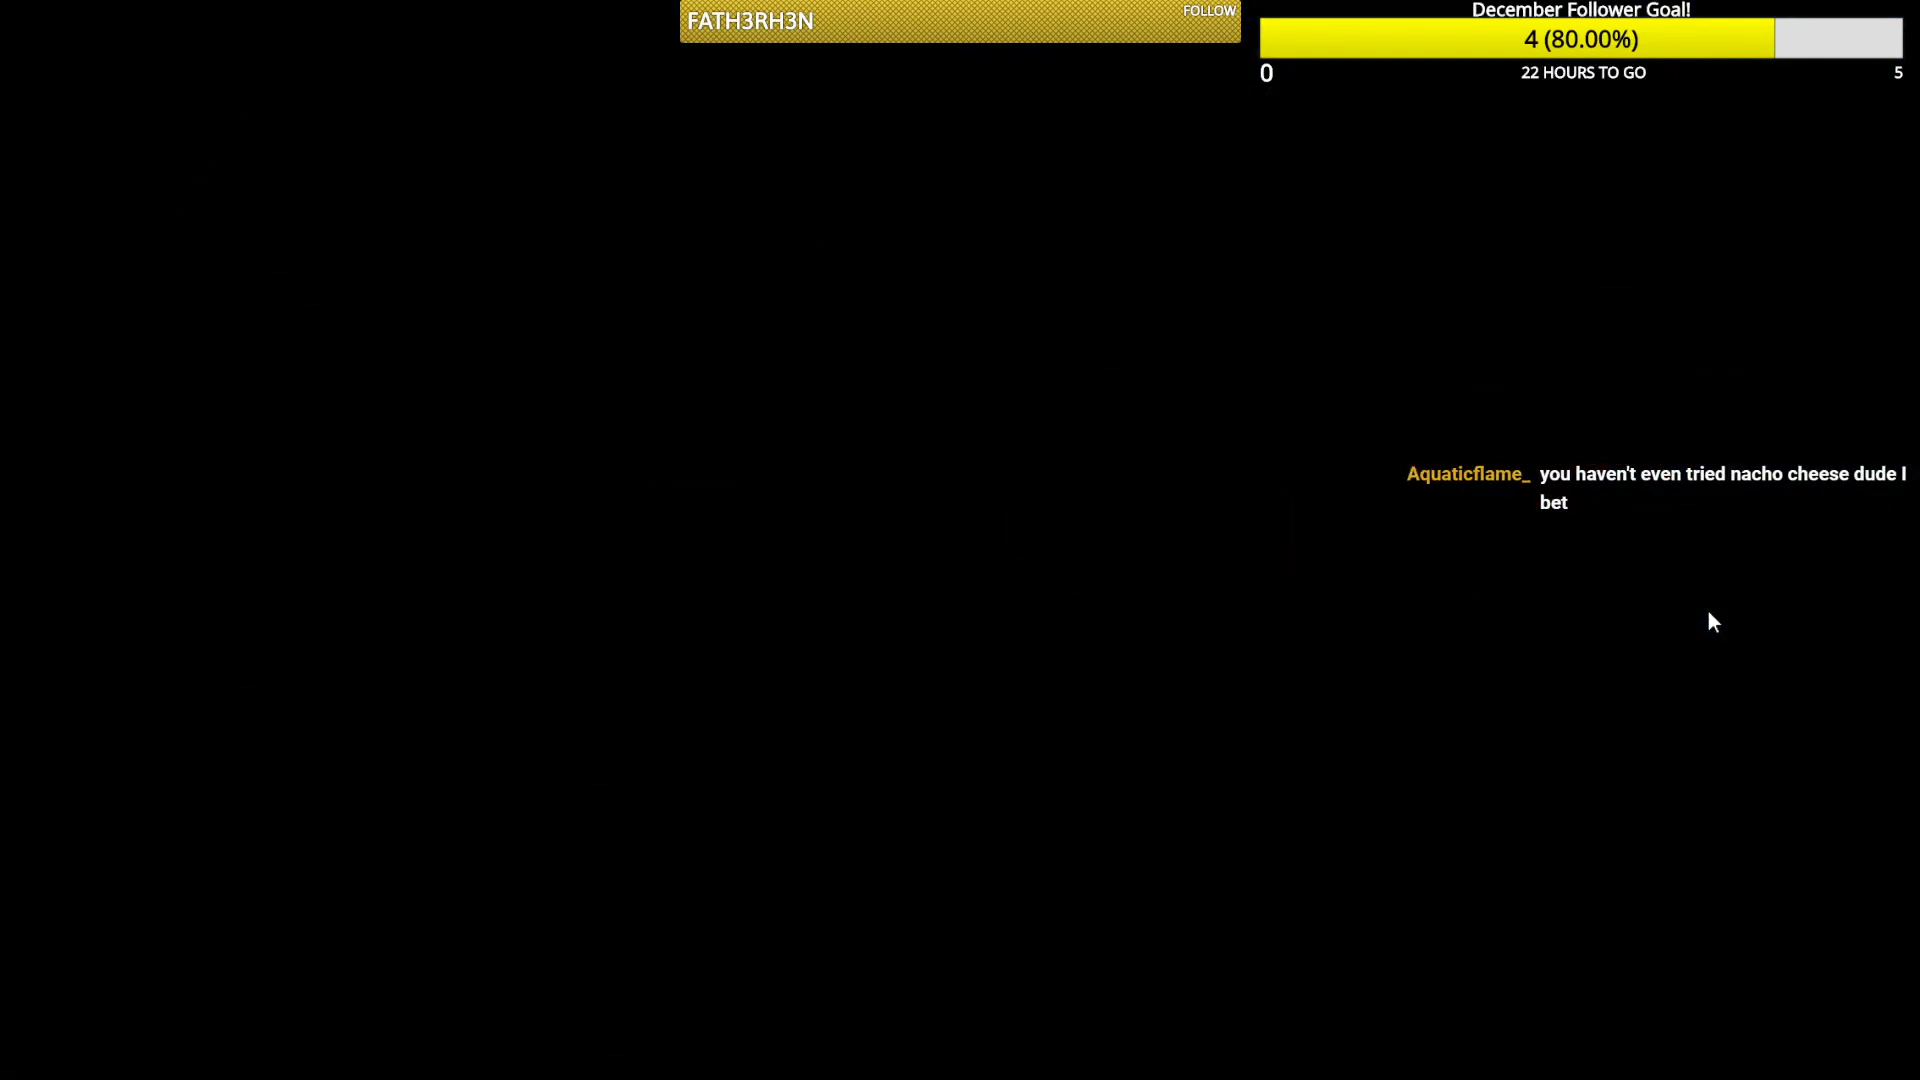 FATH3RH3N
FOLLOW
December Follower Goal!
4 (80.00%)
0
22 HOURS TO GO
5
Aquaticflame_ you haven't even tried nacho cheese dude I
bet